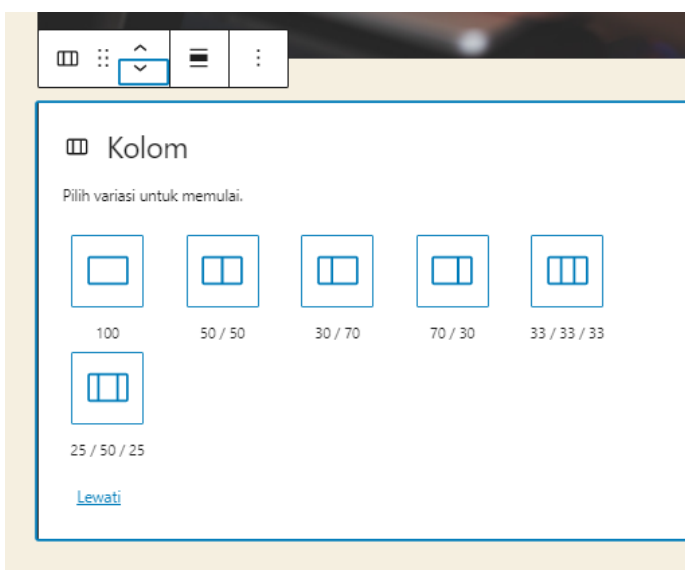 Kolom
Pilih variasi untuk memulai.
100
50 / 50
30 / 70
70 / 30
33 / 33 / 33
25 / 50 / 25
Lewati